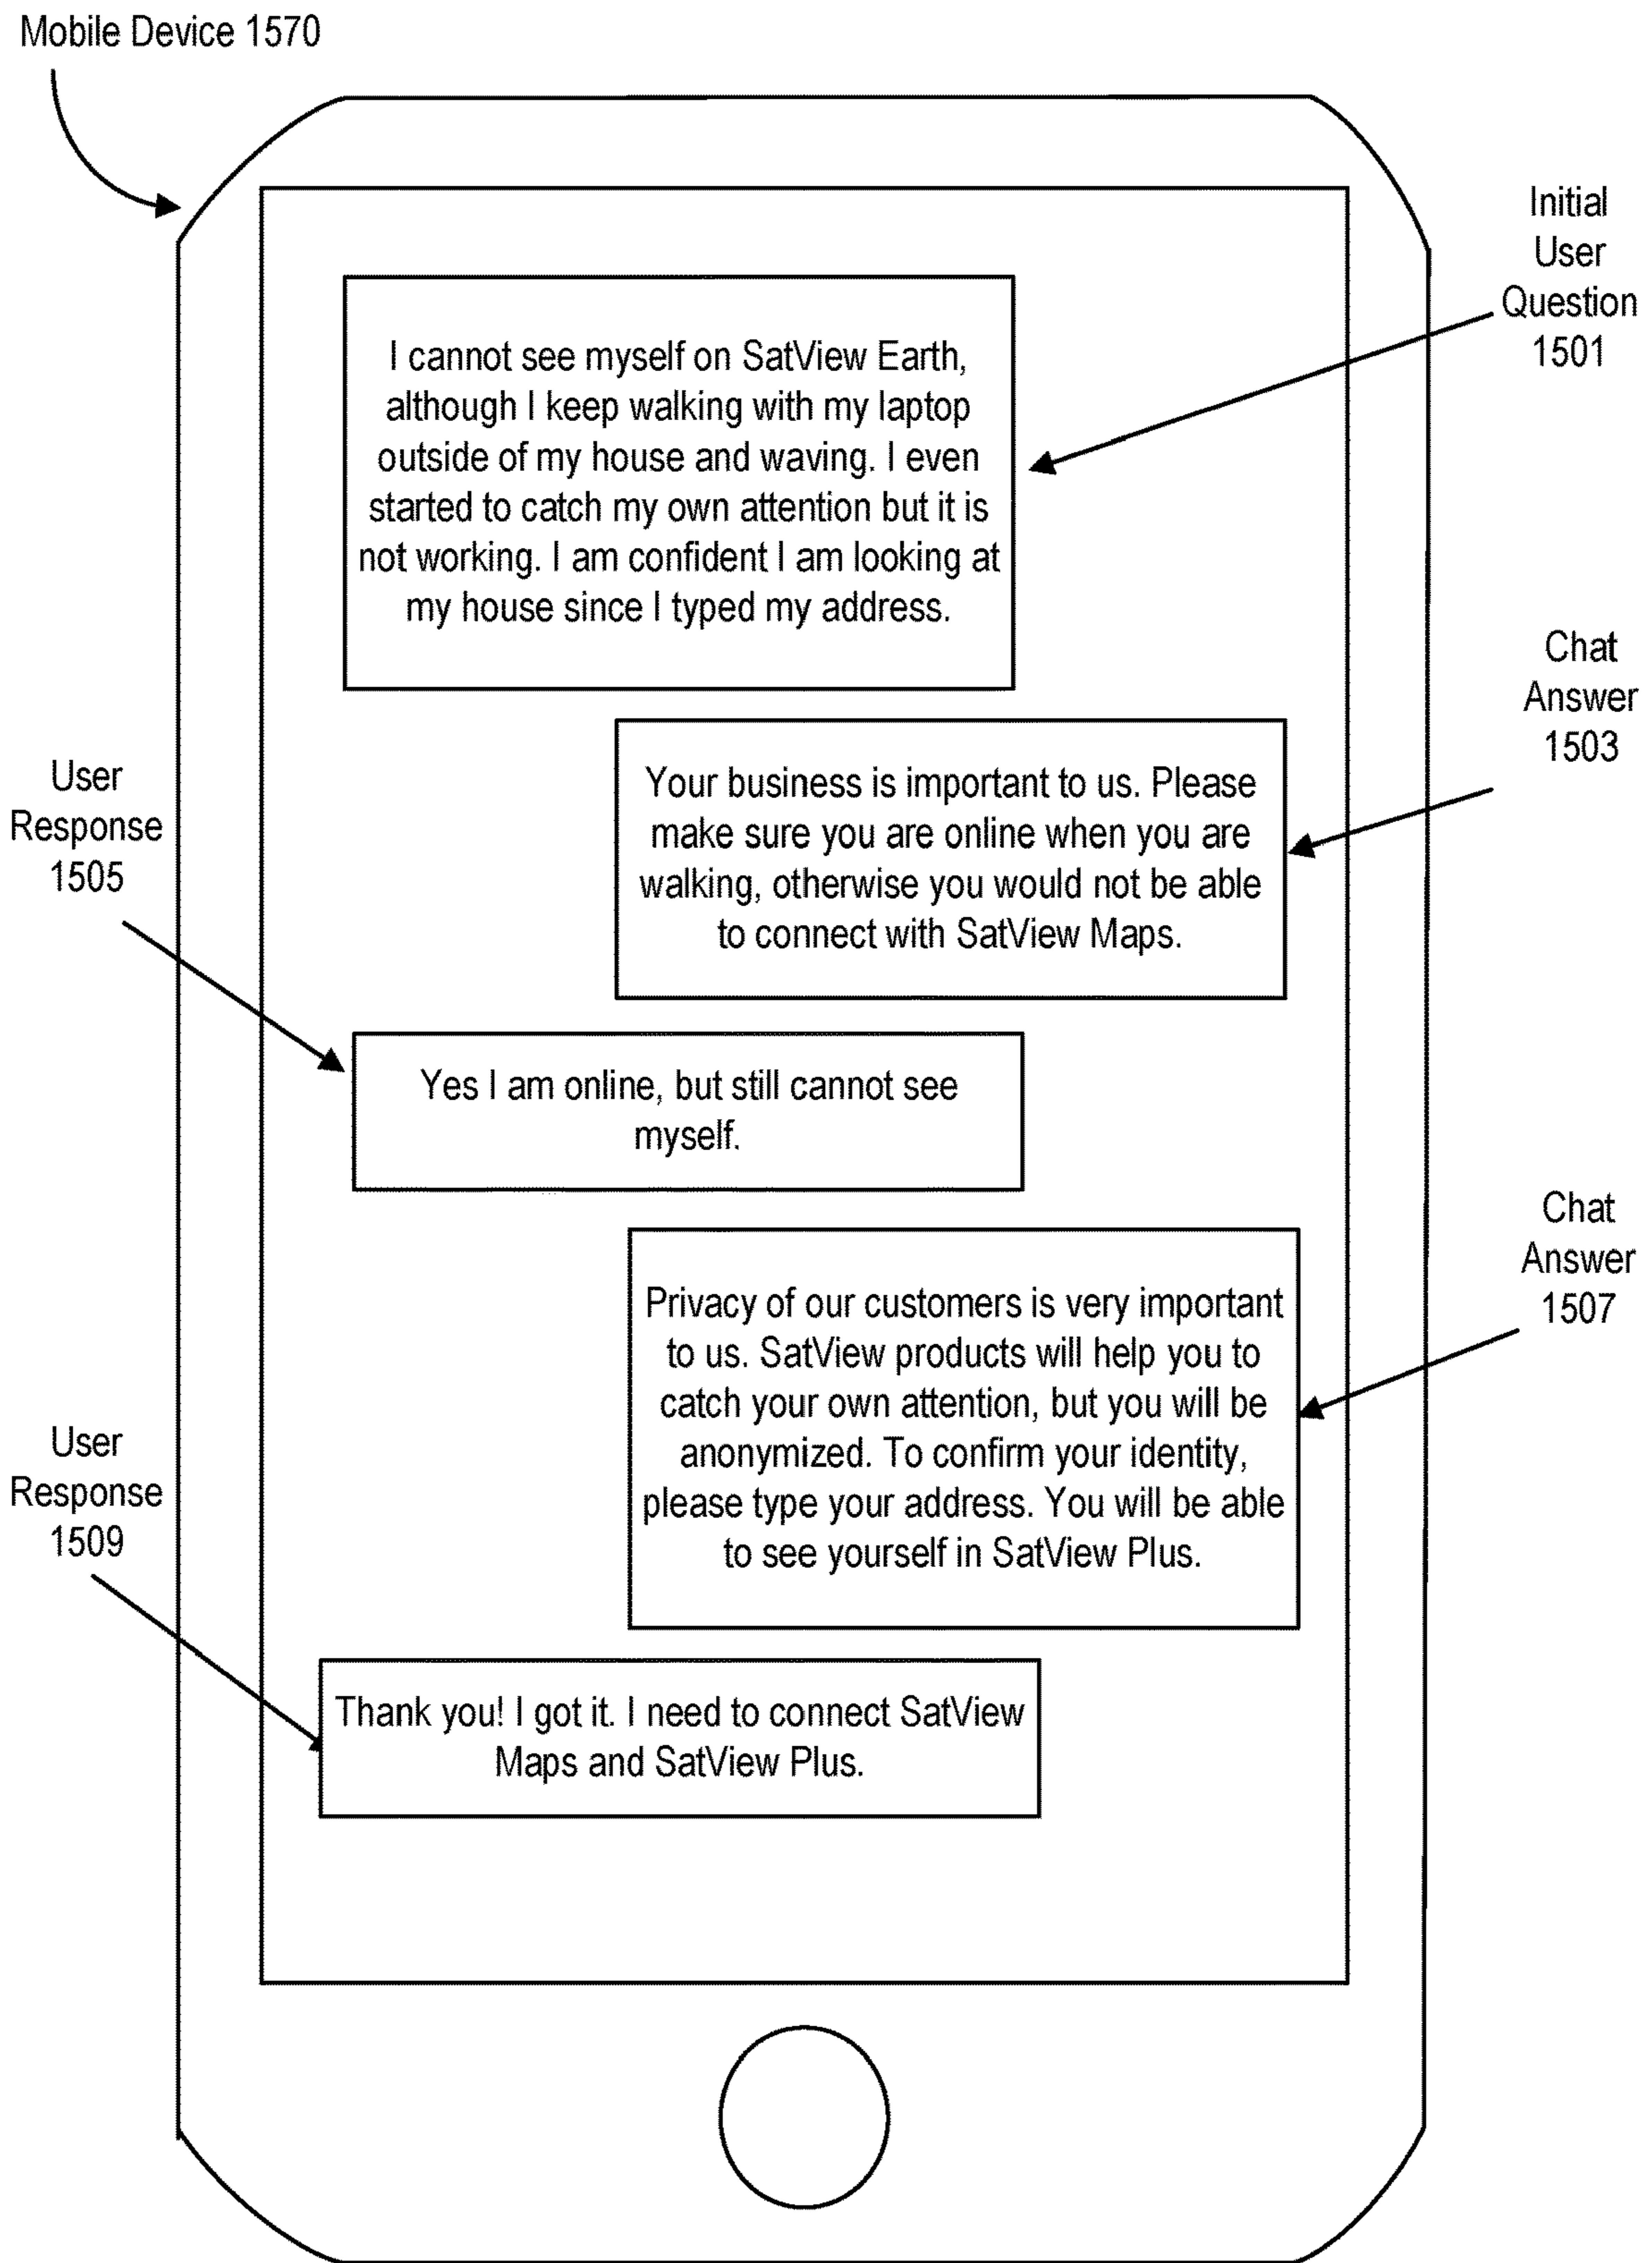 Mobile Device 1570
Initial
User
Question
1501
I cannot see myself on SatView Earth,
although I keep walking with my laptop
outside of my house and waving. I even
started to catch my own attention but it is
not working. I am confident I am looking at
my house since I typed my address.
Chat
Answer
1503
Your business is important to us. Please
make sure you are online when you are
walking, otherwise you would not be able
to connect with SatView Maps.
User
Response
1505
Yes I am online, but still cannot see
myself.
Chat
Answer
1507
Privacy of our customers is very important
to us. SatView products will help you to
catch your own attention, but you will be
anonymized. To confirm your identity,
please type your address. You will be able
to see yourself in SatView Plus.
User
Response
1509
Thank you! I got it. I need to connect SatView
Maps and SatView Plus.